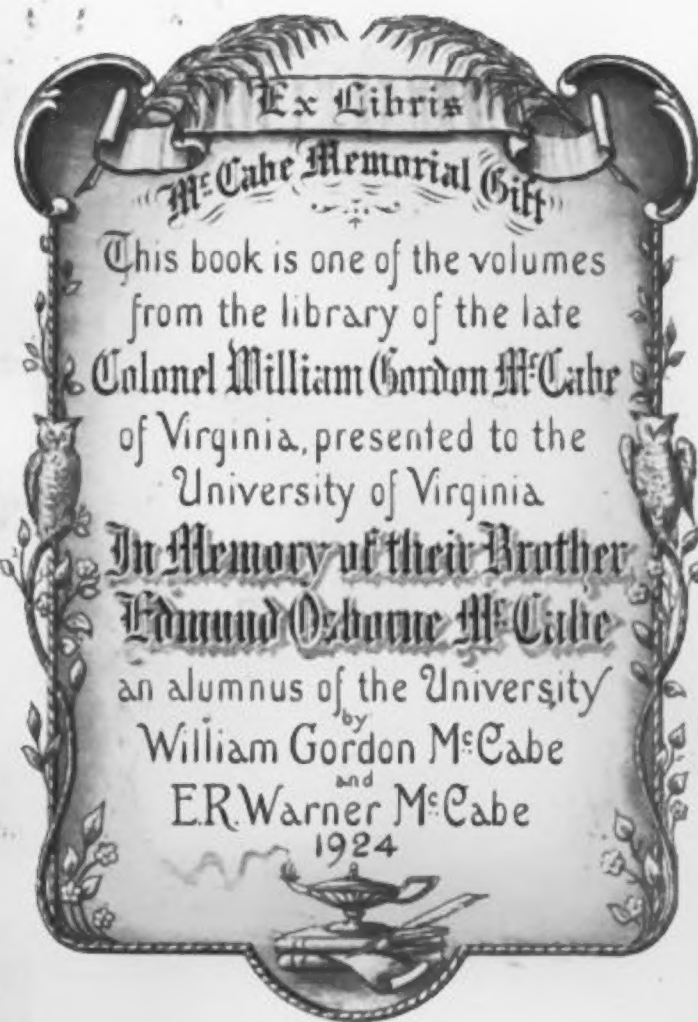 Ex Libris
McCabe Memorial Gift
This book is one of the volumes
from the library of the late
Colonel William Gordon McCabe
of Virginia, presented to the
University of Virginia
In Memory of their Brother
Edmund Osborne McCabe
an alumnus of the University
by
William Gordon McCabe
and
E.R. Warner McCabe
1924